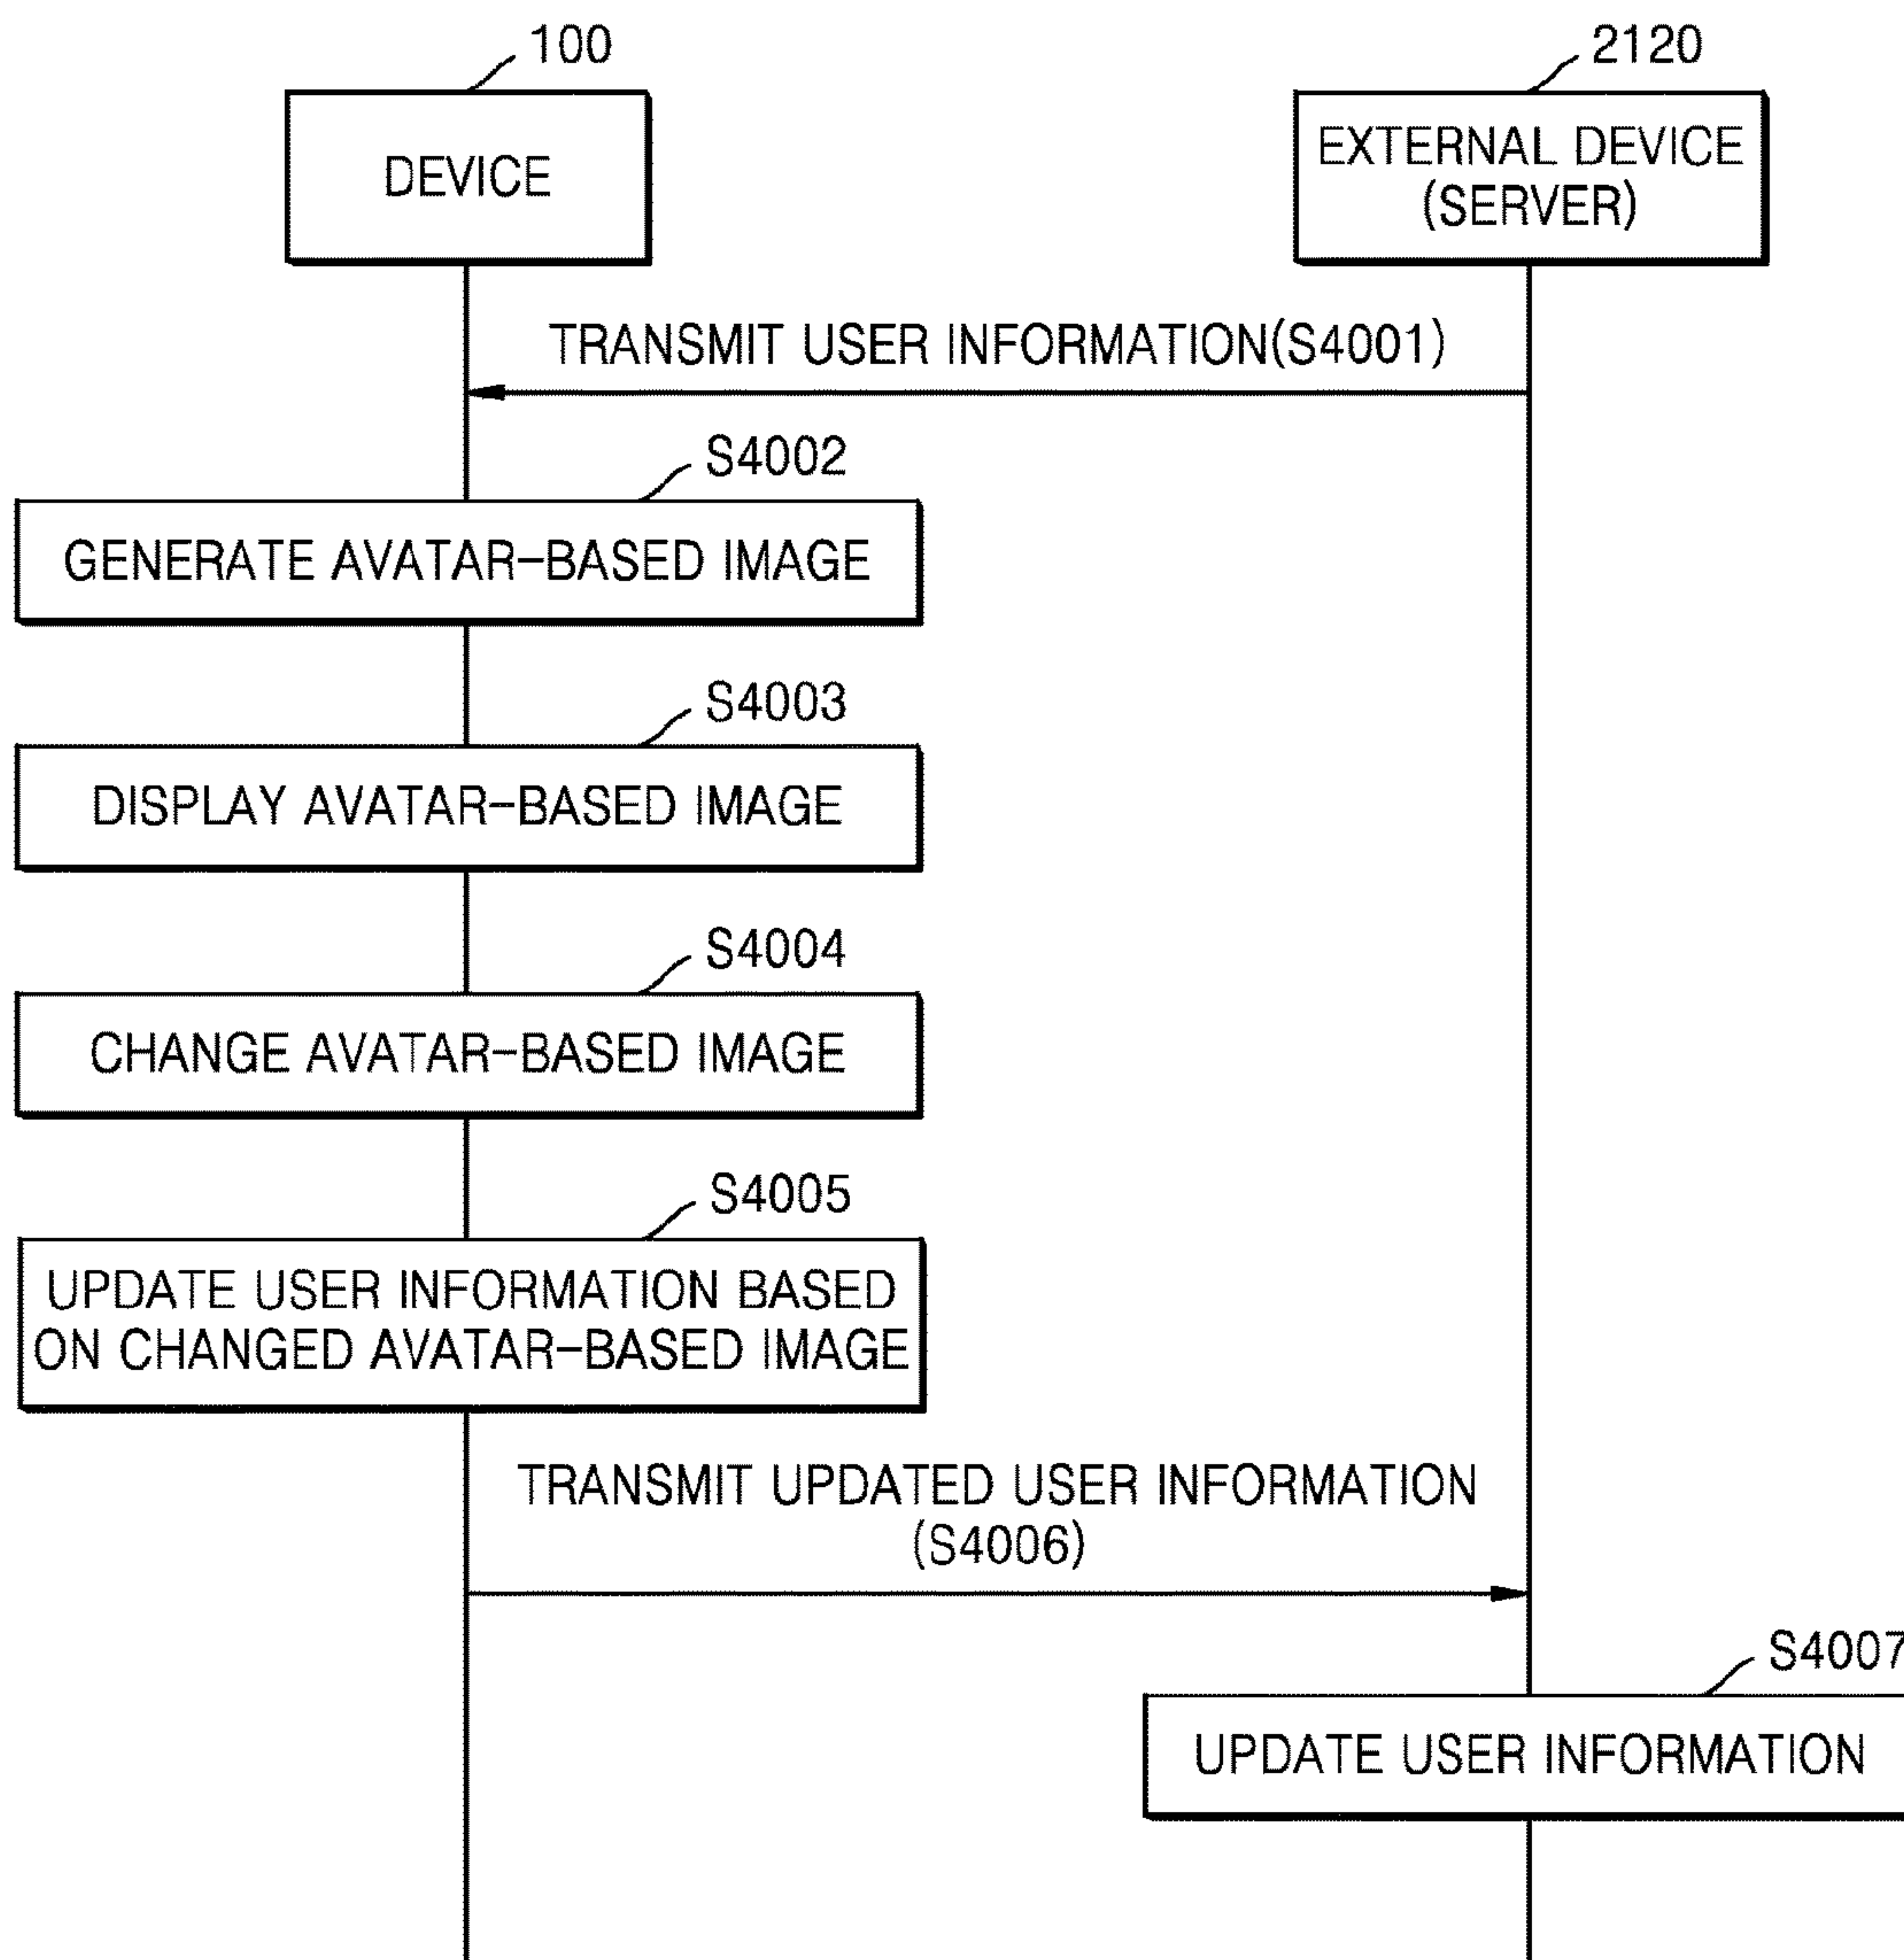 100
2120
DEVICE
EXTERNAL DEVICE
(SERVER)
TRANSMIT USER INFORMATION(S4001)
S4002
GENERATE AVATAR-BASED IMAGE
S4003
DISPLAY AVATAR-BASED IMAGE
S4004
CHANGE AVATAR-BASED IMAGE
S4005
UPDATE USER INFORMATION BASED
ON CHANGED AVATAR-BASED IMAGE
TRANSMIT UPDATED USER INFORMATION
(S4006)
S4007
UPDATE USER INFORMATION